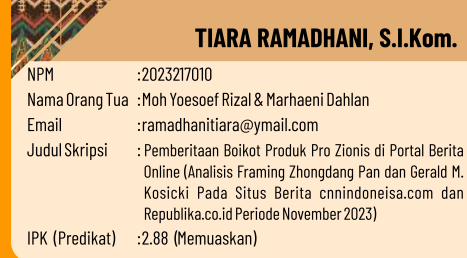 TIARA RAMADHANI, S.I.Kom.
NPM :2023217010
Nama Orang Tua :Moh Yoesoef Rizal & Marhaeni Dahlan
Email :ramadhanitiara@ymail.com
Judul Skripsi : Pemberitaan Boikot Produk Pro Zionis di Portal Berita
Online (Analisis Framing Zhongdang Pan dan Gerald M.
Kosicki Pada Situs Berita cnnindoneisa.com dan
Republika.co.id Periode November 2023)
IPK (Predikat) :2.88 (Memuaskan)